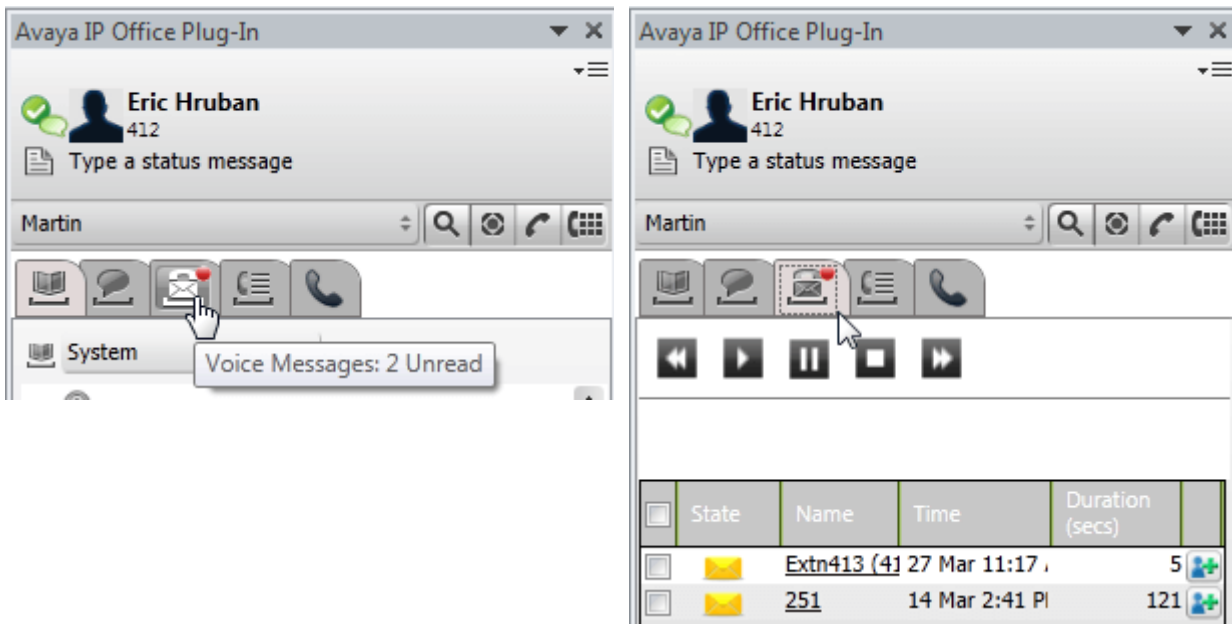 Avaya IP Office Plug-In
Eric Hruban
412
Type a status message
Martin
System
Voice Messages: 2 Unread
Avaya IP Office Plug-In
Eric Hruban
412
Type a status message
Martin
State Name Time Duration (secs)
Extn413 (41 27 Mar 11:17 5
251 14 Mar 2:41 P 121